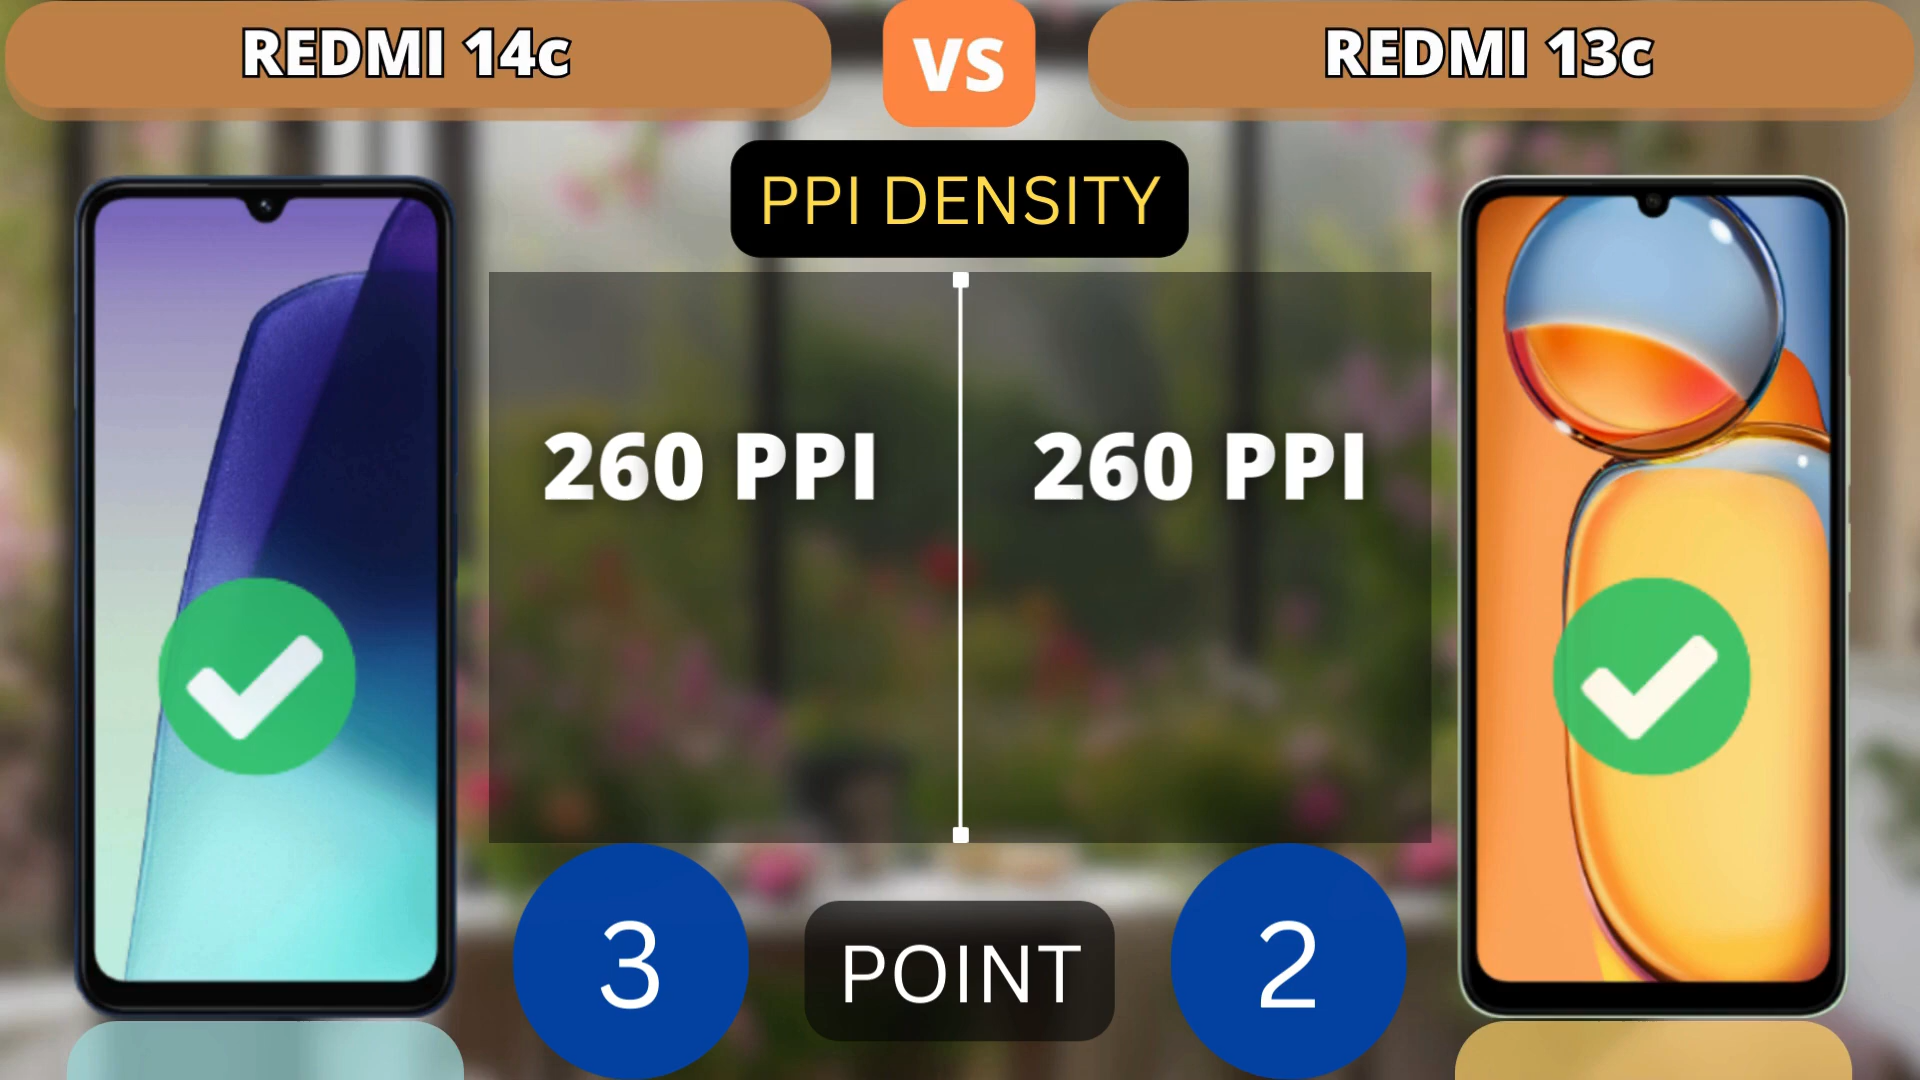 REDMI 14c
VS
REDMI 13c
PPI DENSITY
260 PPI
260 PPI
3
POINT
2